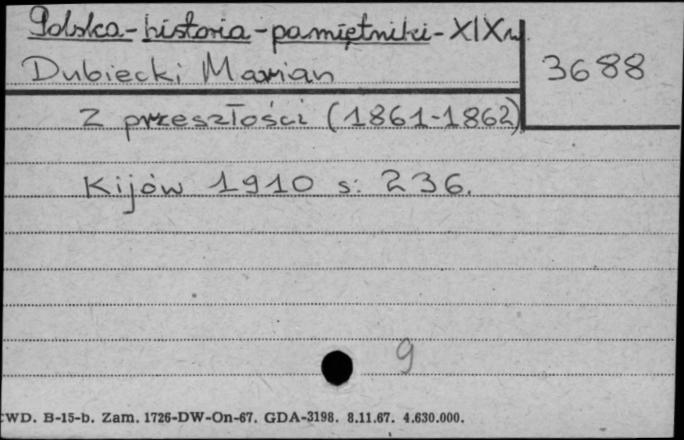 Polska - historia - pamiętniki - XIX w.
Dubiecki Marian
3688
Z przeszłości (1861-1862)
Kijów 1910 s. 236.
9
WD. B-15-b. Zam. 1726-DW-On-67. GDA-3198. 8.11.67. 4.630.000.